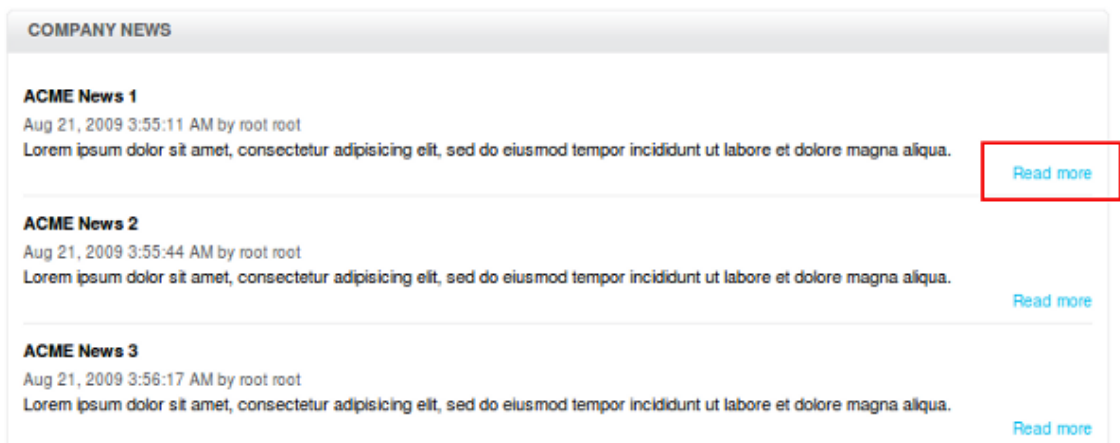 COMPANY NEWS
ACME News 1
Aug 21, 2009 3:55:11 AM by root root
Lorem ipsum dolor sit amet, consectetur adipisicing elit, sed do eiusmod tempor incididunt ut labore et dolore magna aliqua.
Read more
ACME News 2
Aug 21, 2009 3:55:44 AM by root root
Lorem ipsum dolor sit amet, consectetur adipisicing elit, sed do eiusmod tempor incididunt ut labore et dolore magna aliqua.
Read more
ACME News 3
Aug 21, 2009 3:56:17 AM by root root
Lorem ipsum dolor sit amet, consectetur adipisicing elit, sed do eiusmod tempor incididunt ut labore et dolore magna aliqua.
Read more